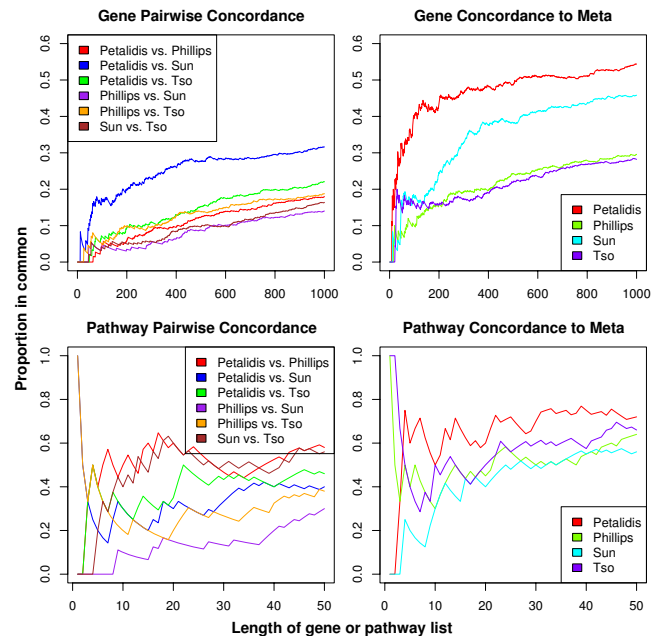 Gene Pairwise Concordance
Gene Concordance to Meta
Proportion in common
0.0 0.1 0.2 0.3 0.4 0.5 0.6
Petalidis vs. Phillips
Petalidis vs. Sun
Petalidis vs. Tso
Phillips vs. Sun
Phillips vs. Tso
Sun vs. Tso
0 200 400 600 800 1000
0.0 0.1 0.2 0.3 0.4 0.5 0.6
Petalidis
Phillips
Sun
Tso
0 200 400 600 800 1000
Pathway Pairwise Concordance
Pathway Concordance to Meta
0.0 0.2 0.4 0.6 0.8 1.0
Petalidis vs. Phillips
Petalidis vs. Sun
Petalidis vs. Tso
Phillips vs. Sun
Phillips vs. Tso
Sun vs. Tso
0 10 20 30 40 50
0.0 0.2 0.4 0.6 0.8 1.0
Petalidis
Phillips
Sun
Tso
0 10 20 30 40 50
Length of gene or pathway list